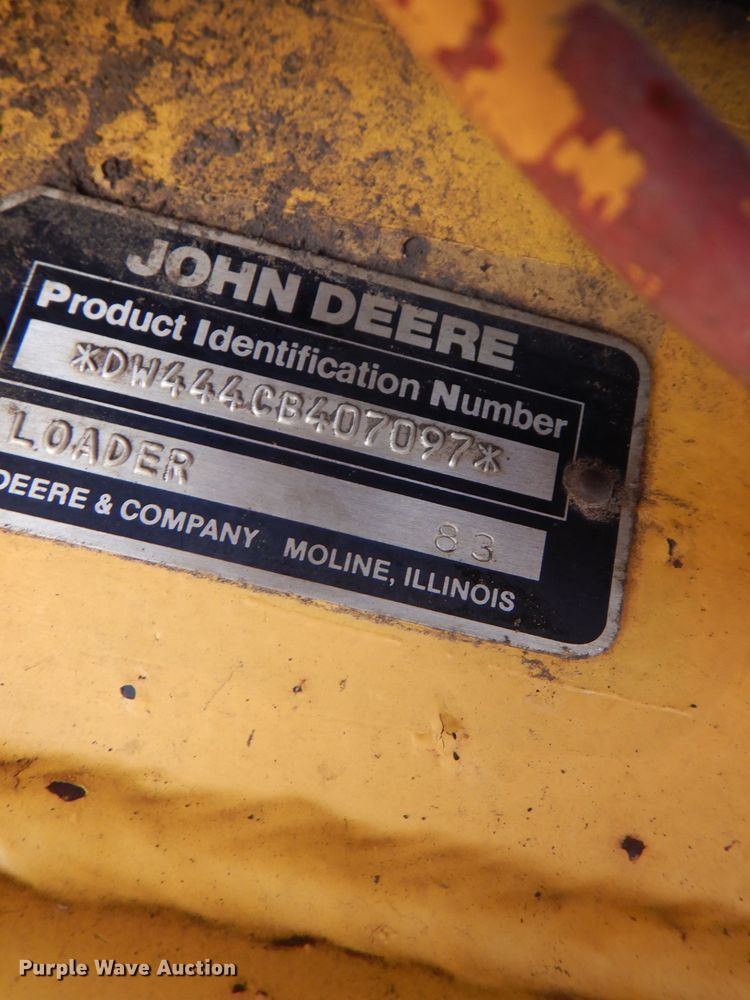 JOHN DEERE
Product Identification Number
*DW444CB407097*
LOADER
83
DEERE & COMPANY MOLINE, ILLINOIS
Purple Wave Auction